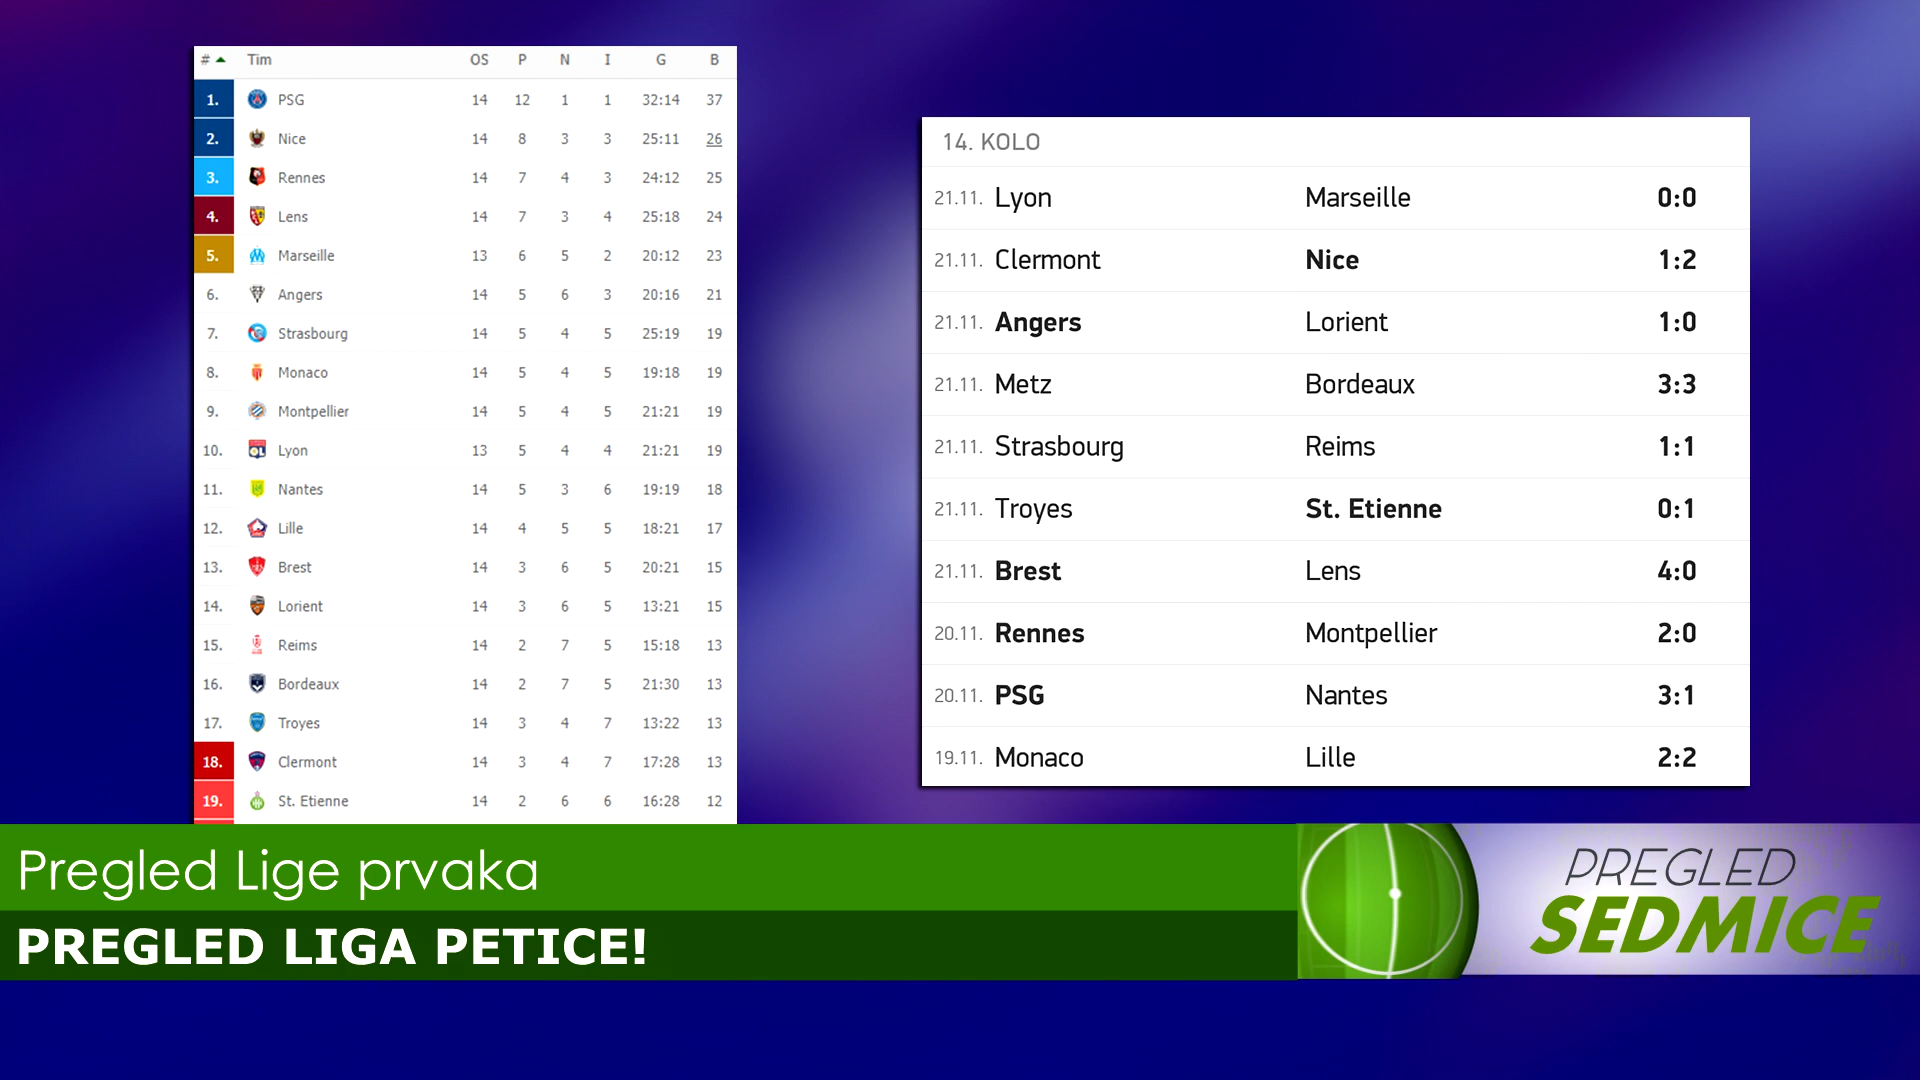 # Tim OS P N I G B
1. PSG 14 12 1 1 32:14 37
2. Nice 14 8 3 3 25:11 26
3. Rennes 14 7 4 3 24:12 25
4. Lens 14 7 3 4 25:18 24
5. Marseille 13 6 5 2 20:12 23
6. Angers 14 5 6 3 20:16 21
7. Strasbourg 14 5 4 5 25:19 19
8. Monaco 14 5 4 5 19:18 19
9. Montpellier 14 5 4 5 21:21 19
10. Lyon 13 5 4 4 21:21 19
11. Nantes 14 5 3 6 19:19 18
12. Lille 14 4 5 5 18:21 17
13. Brest 14 3 6 5 20:21 15
14. Lorient 14 3 6 5 13:21 15
15. Reims 14 2 7 5 15:18 13
16. Bordeaux 14 2 7 5 21:30 13
17. Troyes 14 3 4 7 13:22 13
18. Clermont 14 3 4 7 17:28 13
19. St. Etienne 14 2 6 6 16:28 12
14. KOLO
21.11. Lyon Marseille 0:0
21.11. Clermont Nice 1:2
21.11. Angers Lorient 1:0
21.11. Metz Bordeaux 3:3
21.11. Strasbourg Reims 1:1
21.11. Troyes St. Etienne 0:1
21.11. Brest Lens 4:0
20.11. Rennes Montpellier 2:0
20.11. PSG Nantes 3:1
19.11. Monaco Lille 2:2
Pregled Lige prvaka
PREGLED LIGA PETICE!
PREGLED
SEDMICE